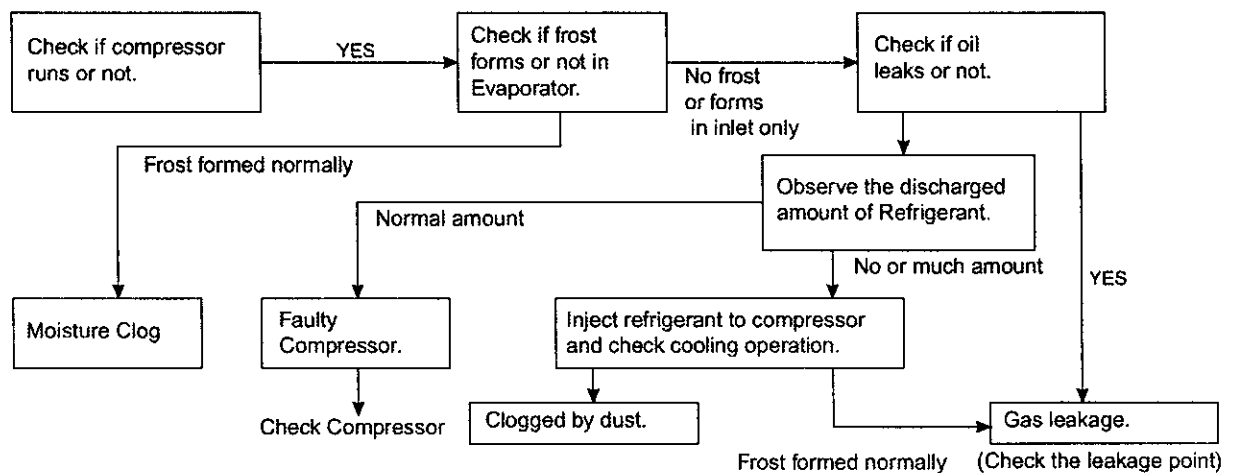 Check if compressor
runs or not.
YES
Check if frost
forms or not in
Evaporator.
No frost
or forms
in inlet only
Check if oil
leaks or not.
Frost formed normally
Observe the discharged
amount of Refrigerant.
Normal amount
No or much amount
YES
Moisture Clog
Faulty
Compressor.
Inject refrigerant to compressor
and check cooling operation.
Check Compressor
Clogged by dust.
Gas leakage.
Frost formed normally
(Check the leakage point)